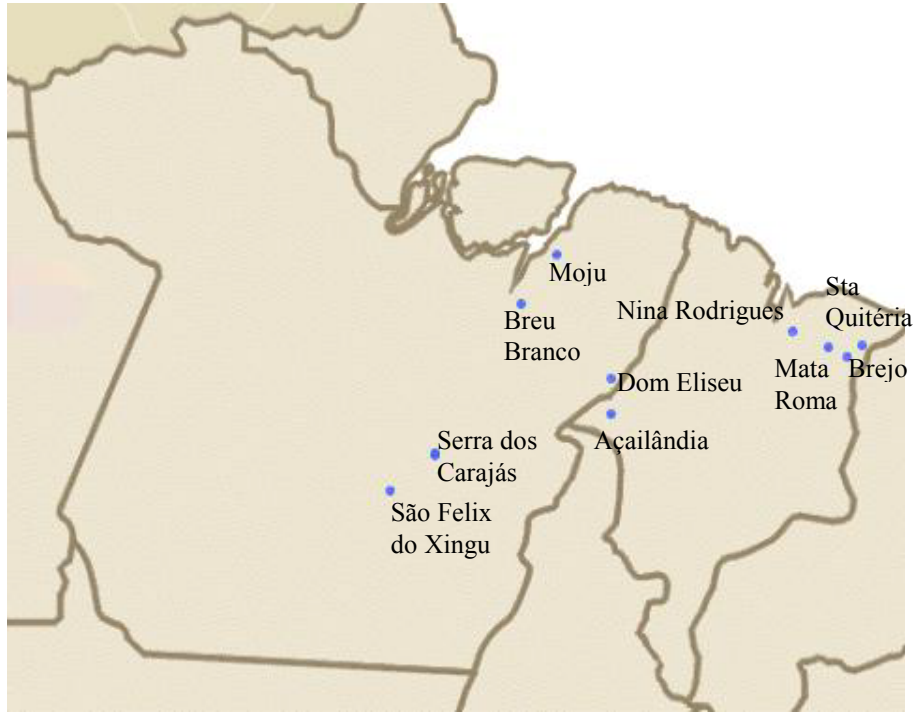 Moju
Sta
Quitéria
Nina Rodrigues
Breu
Branco
Mata
Roma
Brejo
Dom Eliseu
Açailândia
Serra dos
Carajás
São Felix
do Xingu